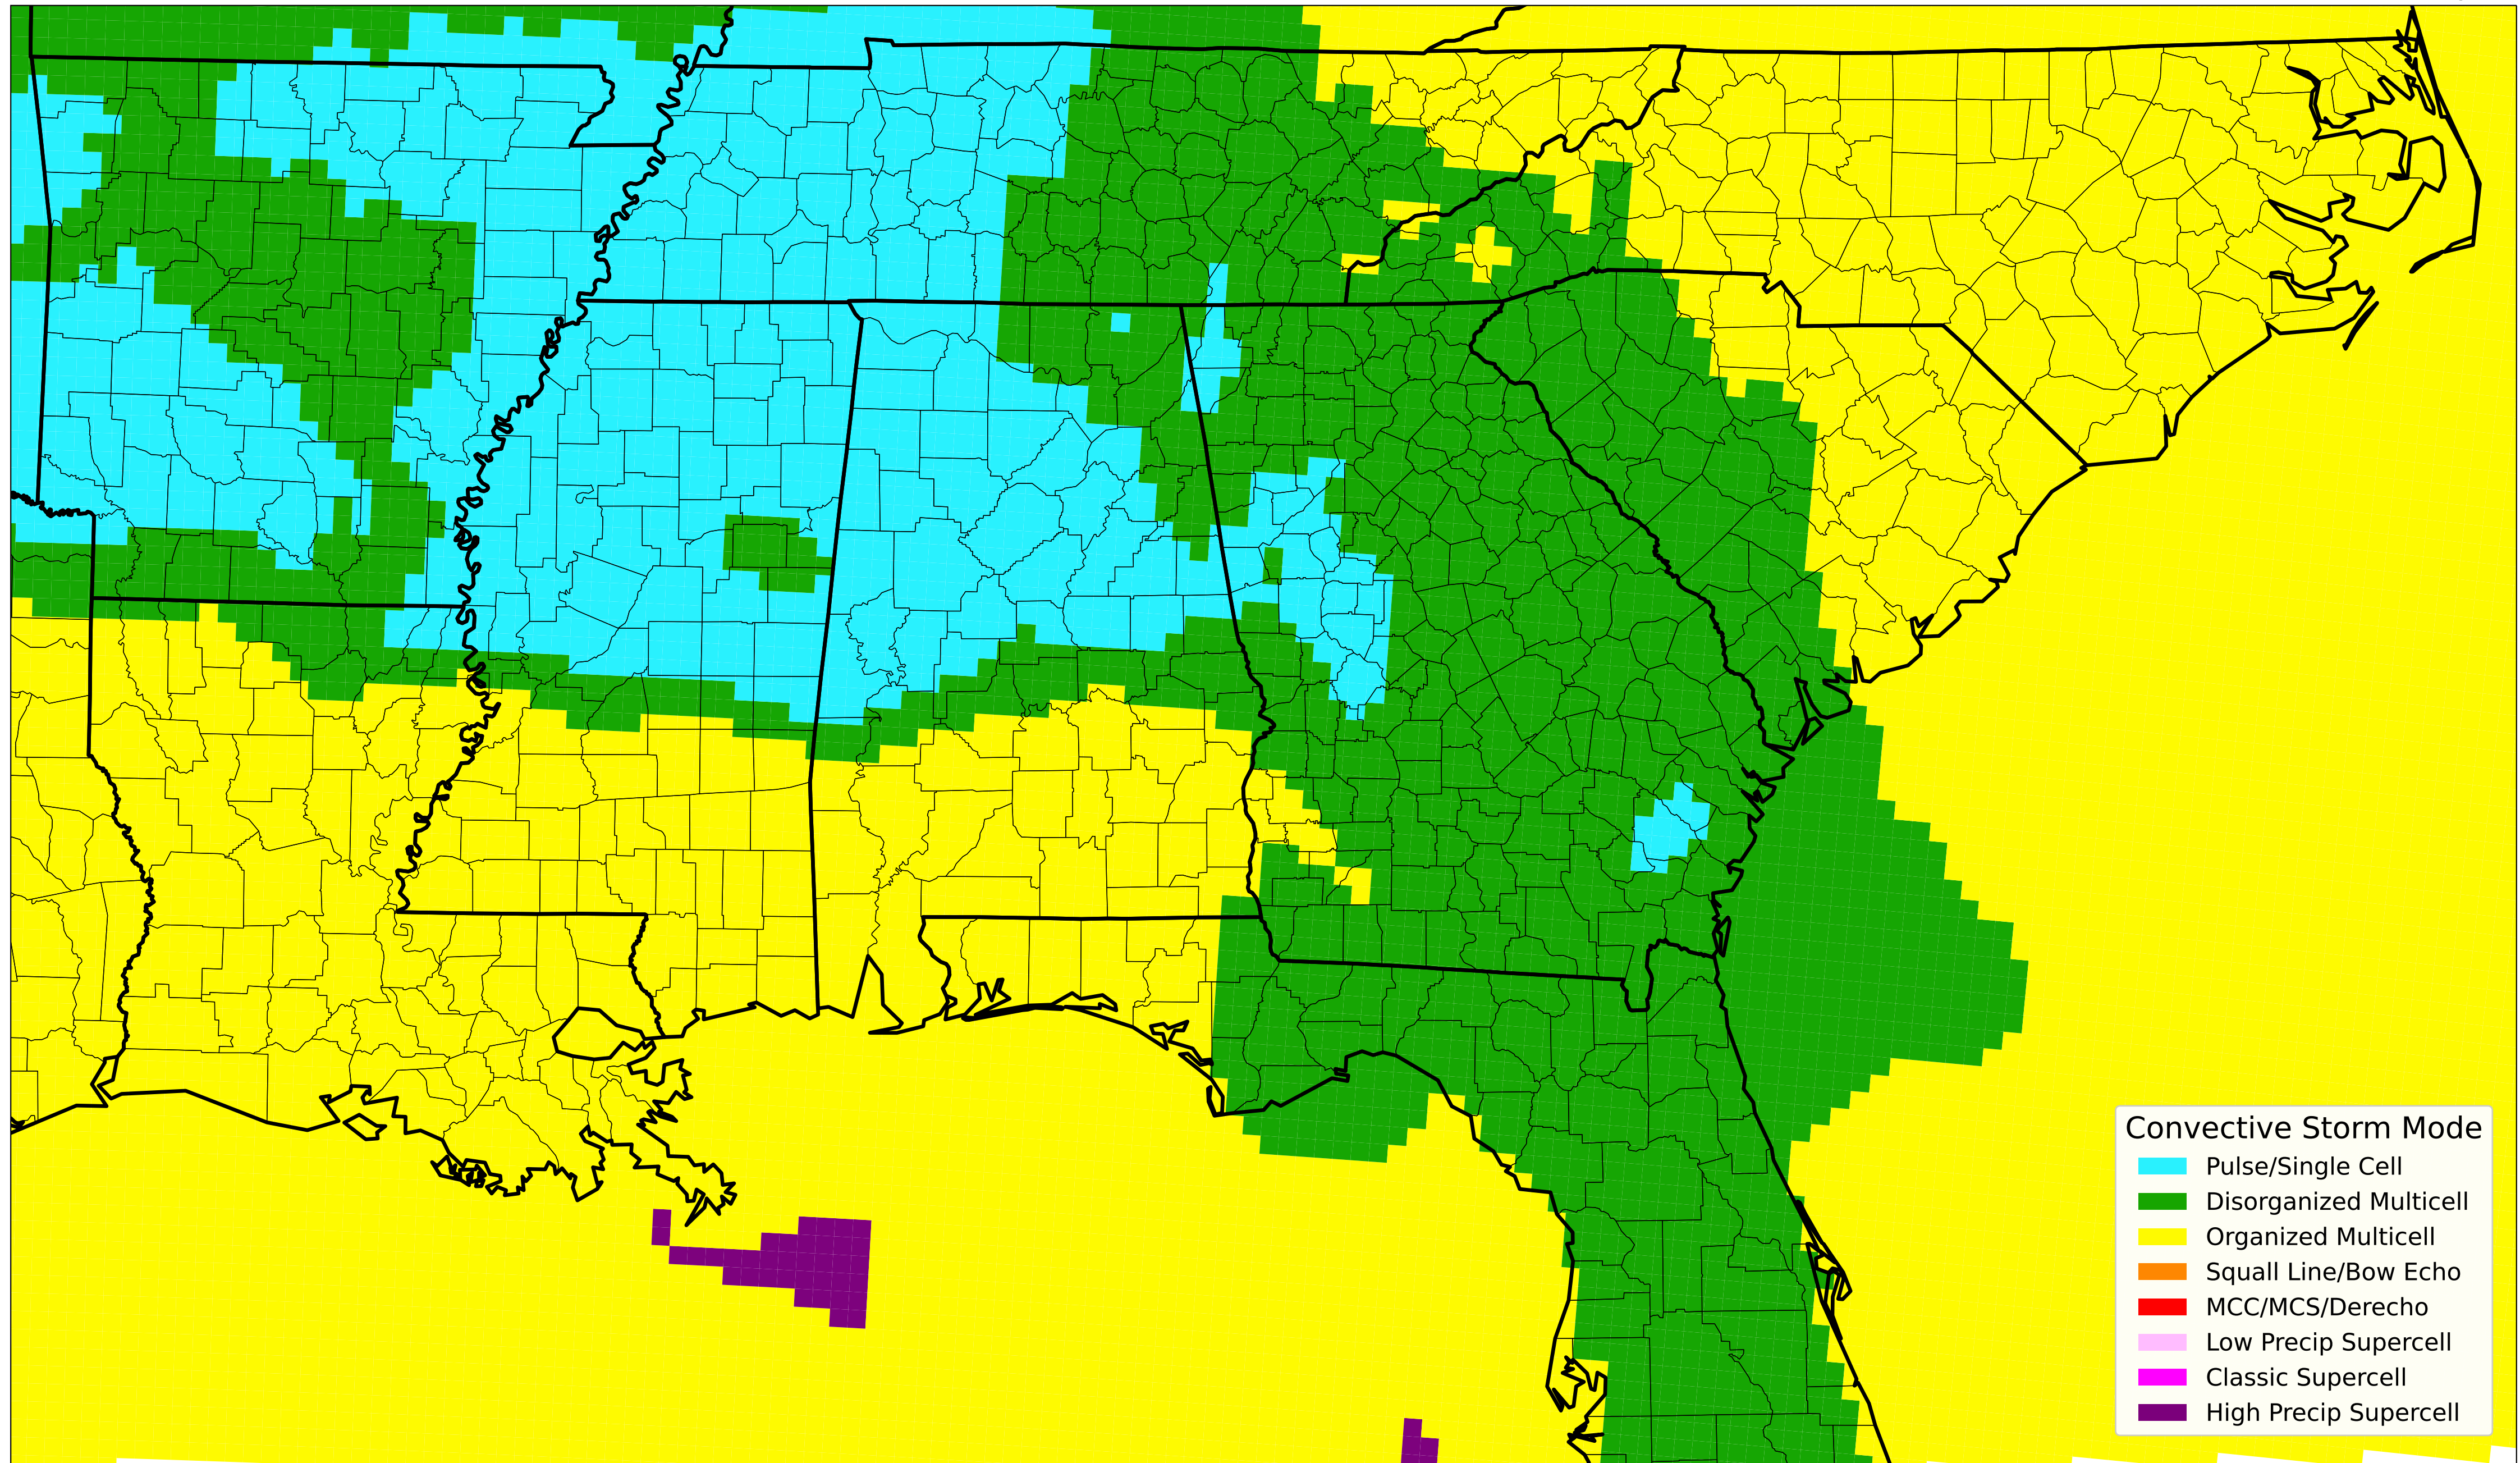 Convective Storm Mode
Pulse/Single Cell
Disorganized Multicell
Organized Multicell
Squall Line/Bow Echo
MCC/MCS/Derecho
Low Precip Supercell
Classic Supercell
High Precip Supercell